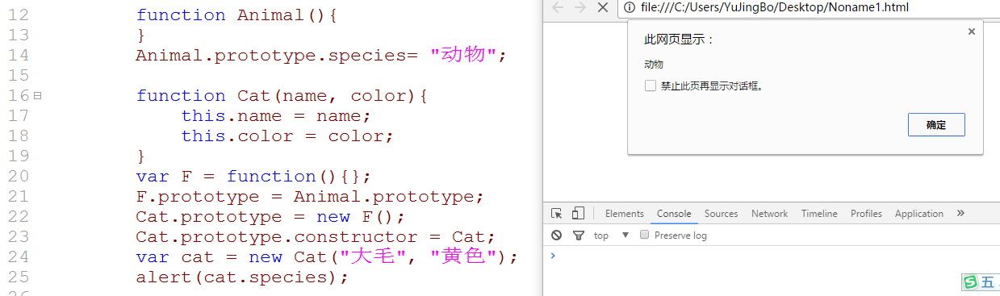 12 function Animal(){
13 }
14 Animal.prototype.species= "动物";
15
16 function Cat(name, color){
17 this.name = name;
18 this.color = color;
19 }
20 var F = function(){};
21 F.prototype = Animal.prototype;
22 Cat.prototype = new F();
23 Cat.prototype.constructor = Cat;
24 var cat = new Cat("大毛", "黄色");
25 alert(cat.species);
file:///C:/Users/YuJingBo/Desktop/Noname1.html
此网页显示：
动物
禁止此页再显示对话框。
确定
Elements Console Sources Network Timeline Profiles Application »
top ▼ Preserve log
>
S 五